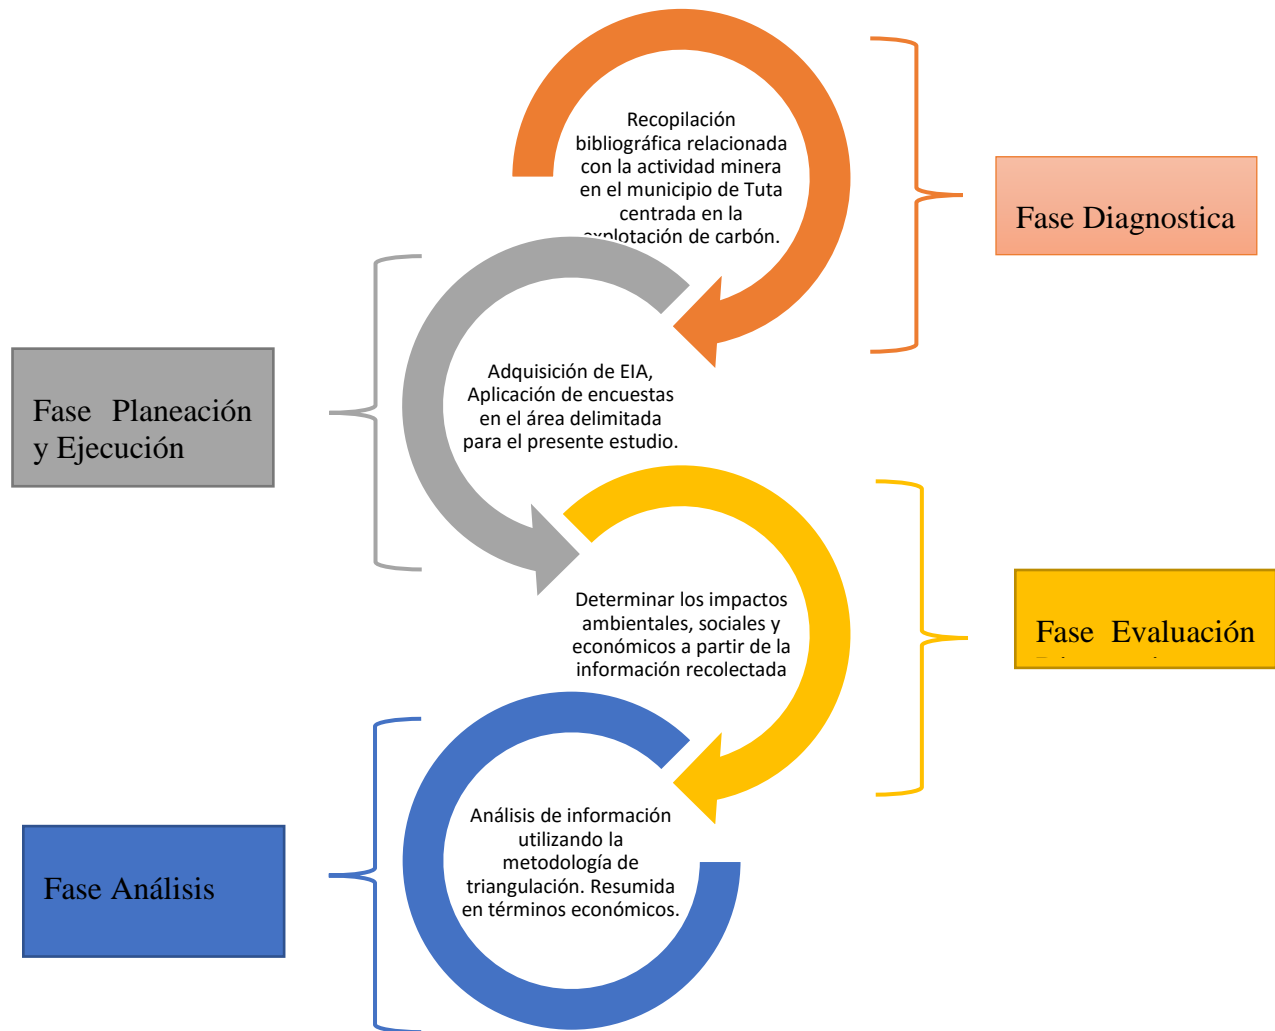 Recopilación
bibliográfica relacionada
con la actividad minera
en el municipio de Tuta
centrada en la
explotación de carbón.
Fase Diagnostica
Adquisición de EIA,
Aplicación de encuestas
en el área delimitada
para el presente estudio.
Fase Planeación
y Ejecución
Determinar los impactos
ambientales, sociales y
económicos a partir de la
información recolectada
Fase Evaluación
Análisis de información
utilizando la
metodología de
triangulación. Resumida
en términos económicos.
Fase Análisis